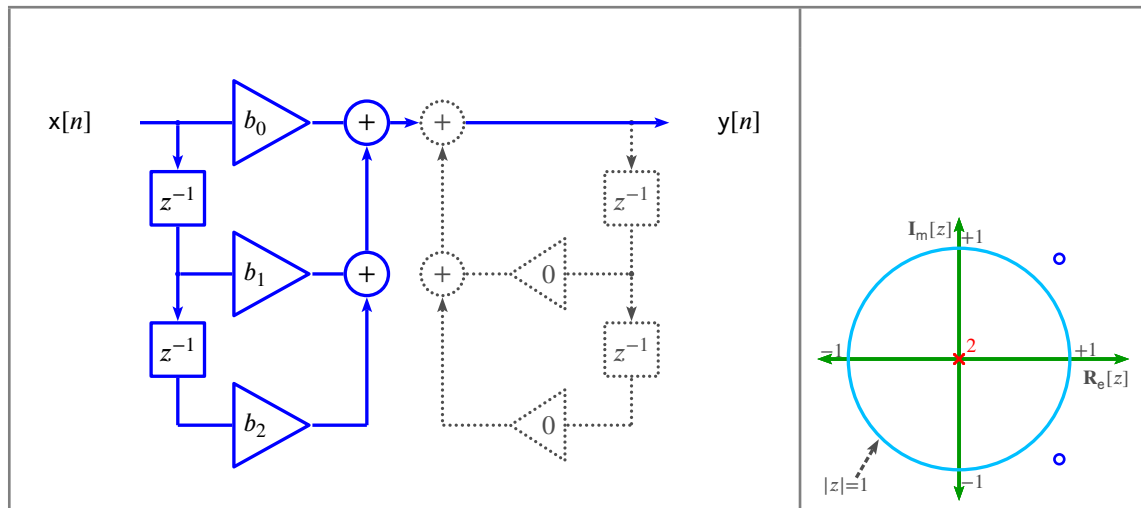 x[n]
b₀
+
+
y[n]
z⁻¹
z⁻¹
b₁
+
+
0
z⁻¹
z⁻¹
b₂
0
Iₘ[z]
+1
−1
2
+1
Rₑ[z]
|z|=1
−1